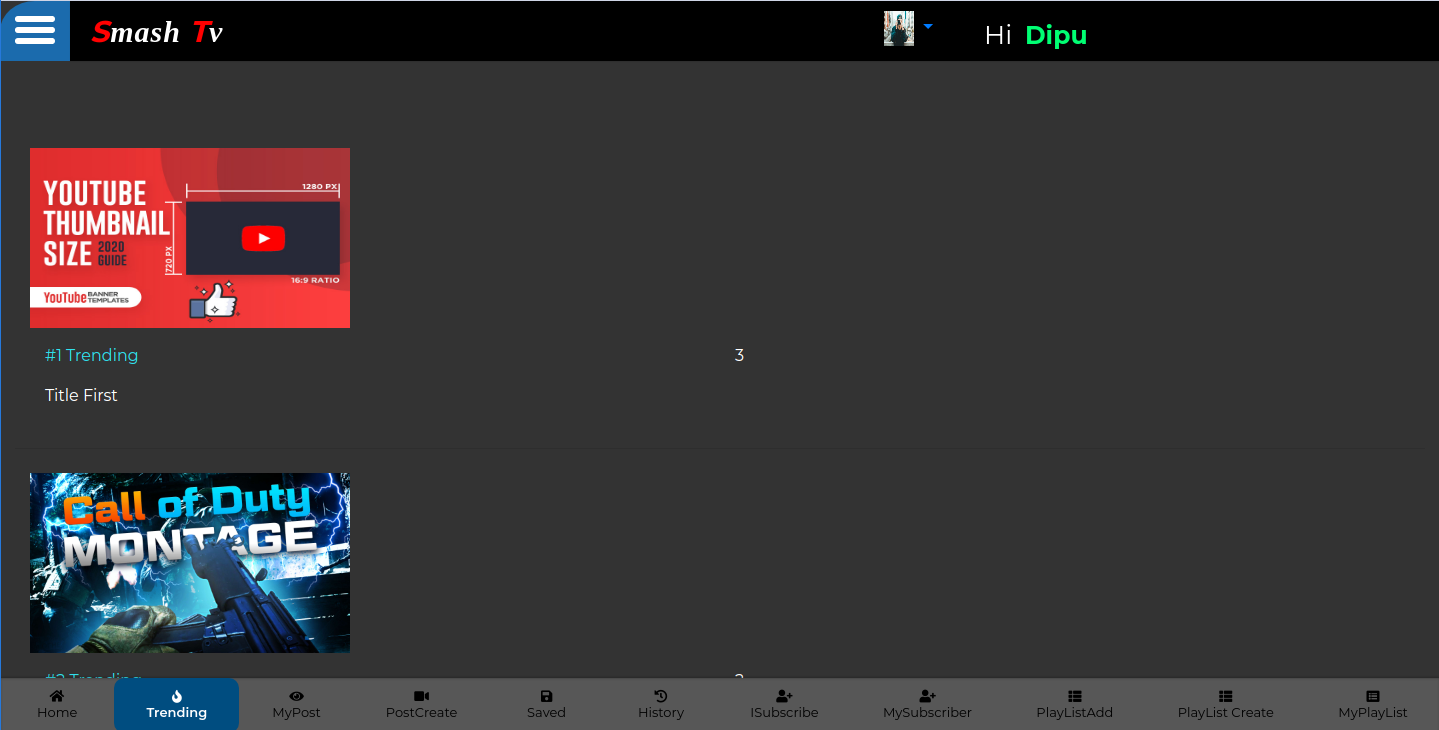 Smash Tv
Hi Dipu
YOUTUBE
THUMBNAIL
SIZE 2020 GUIDE
1280 PX
720 PX
16:9 RATIO
YouTube BANNER TEMPLATES
#1 Trending 3
Title First
Call of Duty
MONTAGE
#2 Trending
Home Trending MyPost PostCreate Saved History ISubscribe MySubscriber PlayListAdd PlayList Create MyPlayList